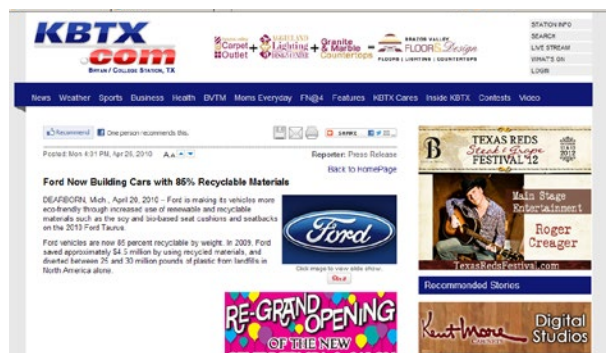 KBTX
.com
BRYAN / COLLEGE STATION, TX
Carpet Outlet + Lighting + Granite & Marble Countertops = BRAZOS VALLEY FLOORS & Design
FLOORS | LIGHTING | COUNTERTOPS
STATION INFO
SEARCH
LIVE STREAM
WHAT'S ON
LOGIN
News Weather Sports Business Health BVTM Moms Everyday FN@4 Features KBTX Cares Inside KBTX Contests Video
Recommend One person recommends this.
SHARE
Posted: Mon 4:31 PM, Apr 26, 2010 A A
Reporter: Press Release
Back to HomePage
Ford Now Building Cars with 85% Recyclable Materials
DEARBORN, Mich., April 20, 2010 – Ford is making its vehicles more
eco-friendly through increased use of renewable and recyclable
materials such as the soy and bio-based seat cushions and seatbacks
on the 2010 Ford Taurus.
Ford vehicles are now 85 percent recyclable by weight. In 2009, Ford
saved approximately $4.5 million by using recycled materials, and
diverted between 25 and 30 million pounds of plastic from landfills in
North America alone.
Ford
Click image to view slide show.
Pin it
RE-GRAND OPENING
OF THE NEW
B
TEXAS REDS
Steak & Grape
FESTIVAL '12
Main Stage
Entertainment
Roger
Creager
TexasRedsFestival.com
Recommended Stories
Kent Moore
CABINETS
Digital
Studios